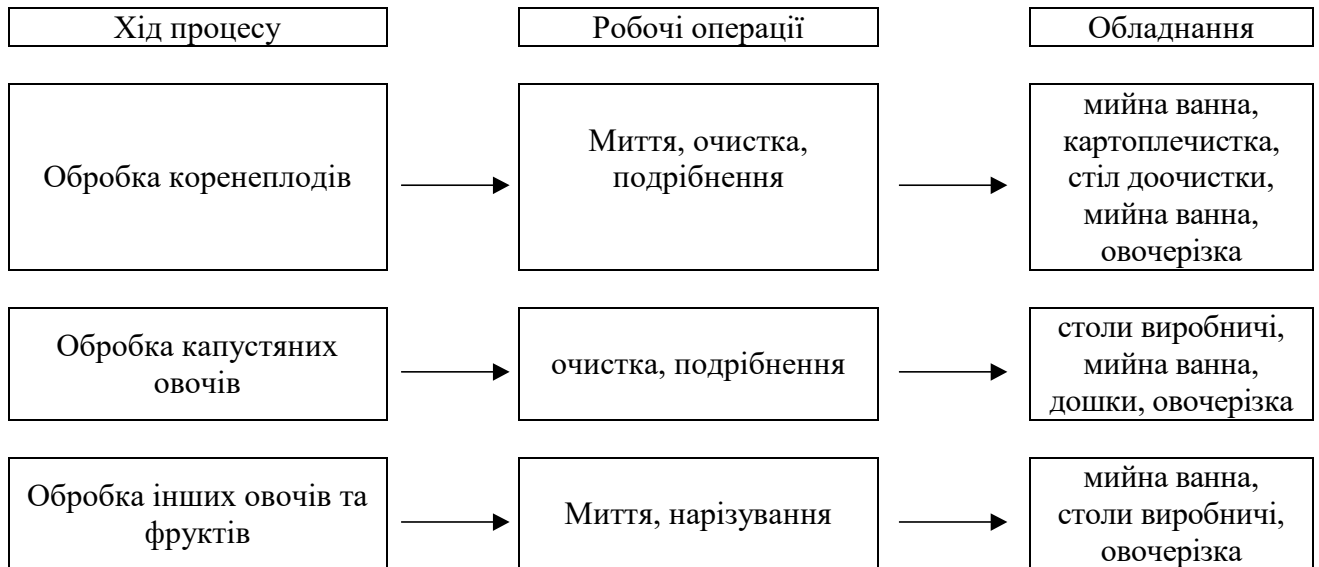 Хід процесу
Робочі операції
Обладнання
Обробка коренеплодів
Миття, очистка,
подрібнення
мийна ванна,
картоплечистка,
стіл доочистки,
мийна ванна,
овочерізка
Обробка капустяних
овочів
очистка, подрібнення
столи виробничі,
мийна ванна,
дошки, овочерізка
Обробка інших овочів та
фруктів
Миття, нарізування
мийна ванна,
столи виробничі,
овочерізка